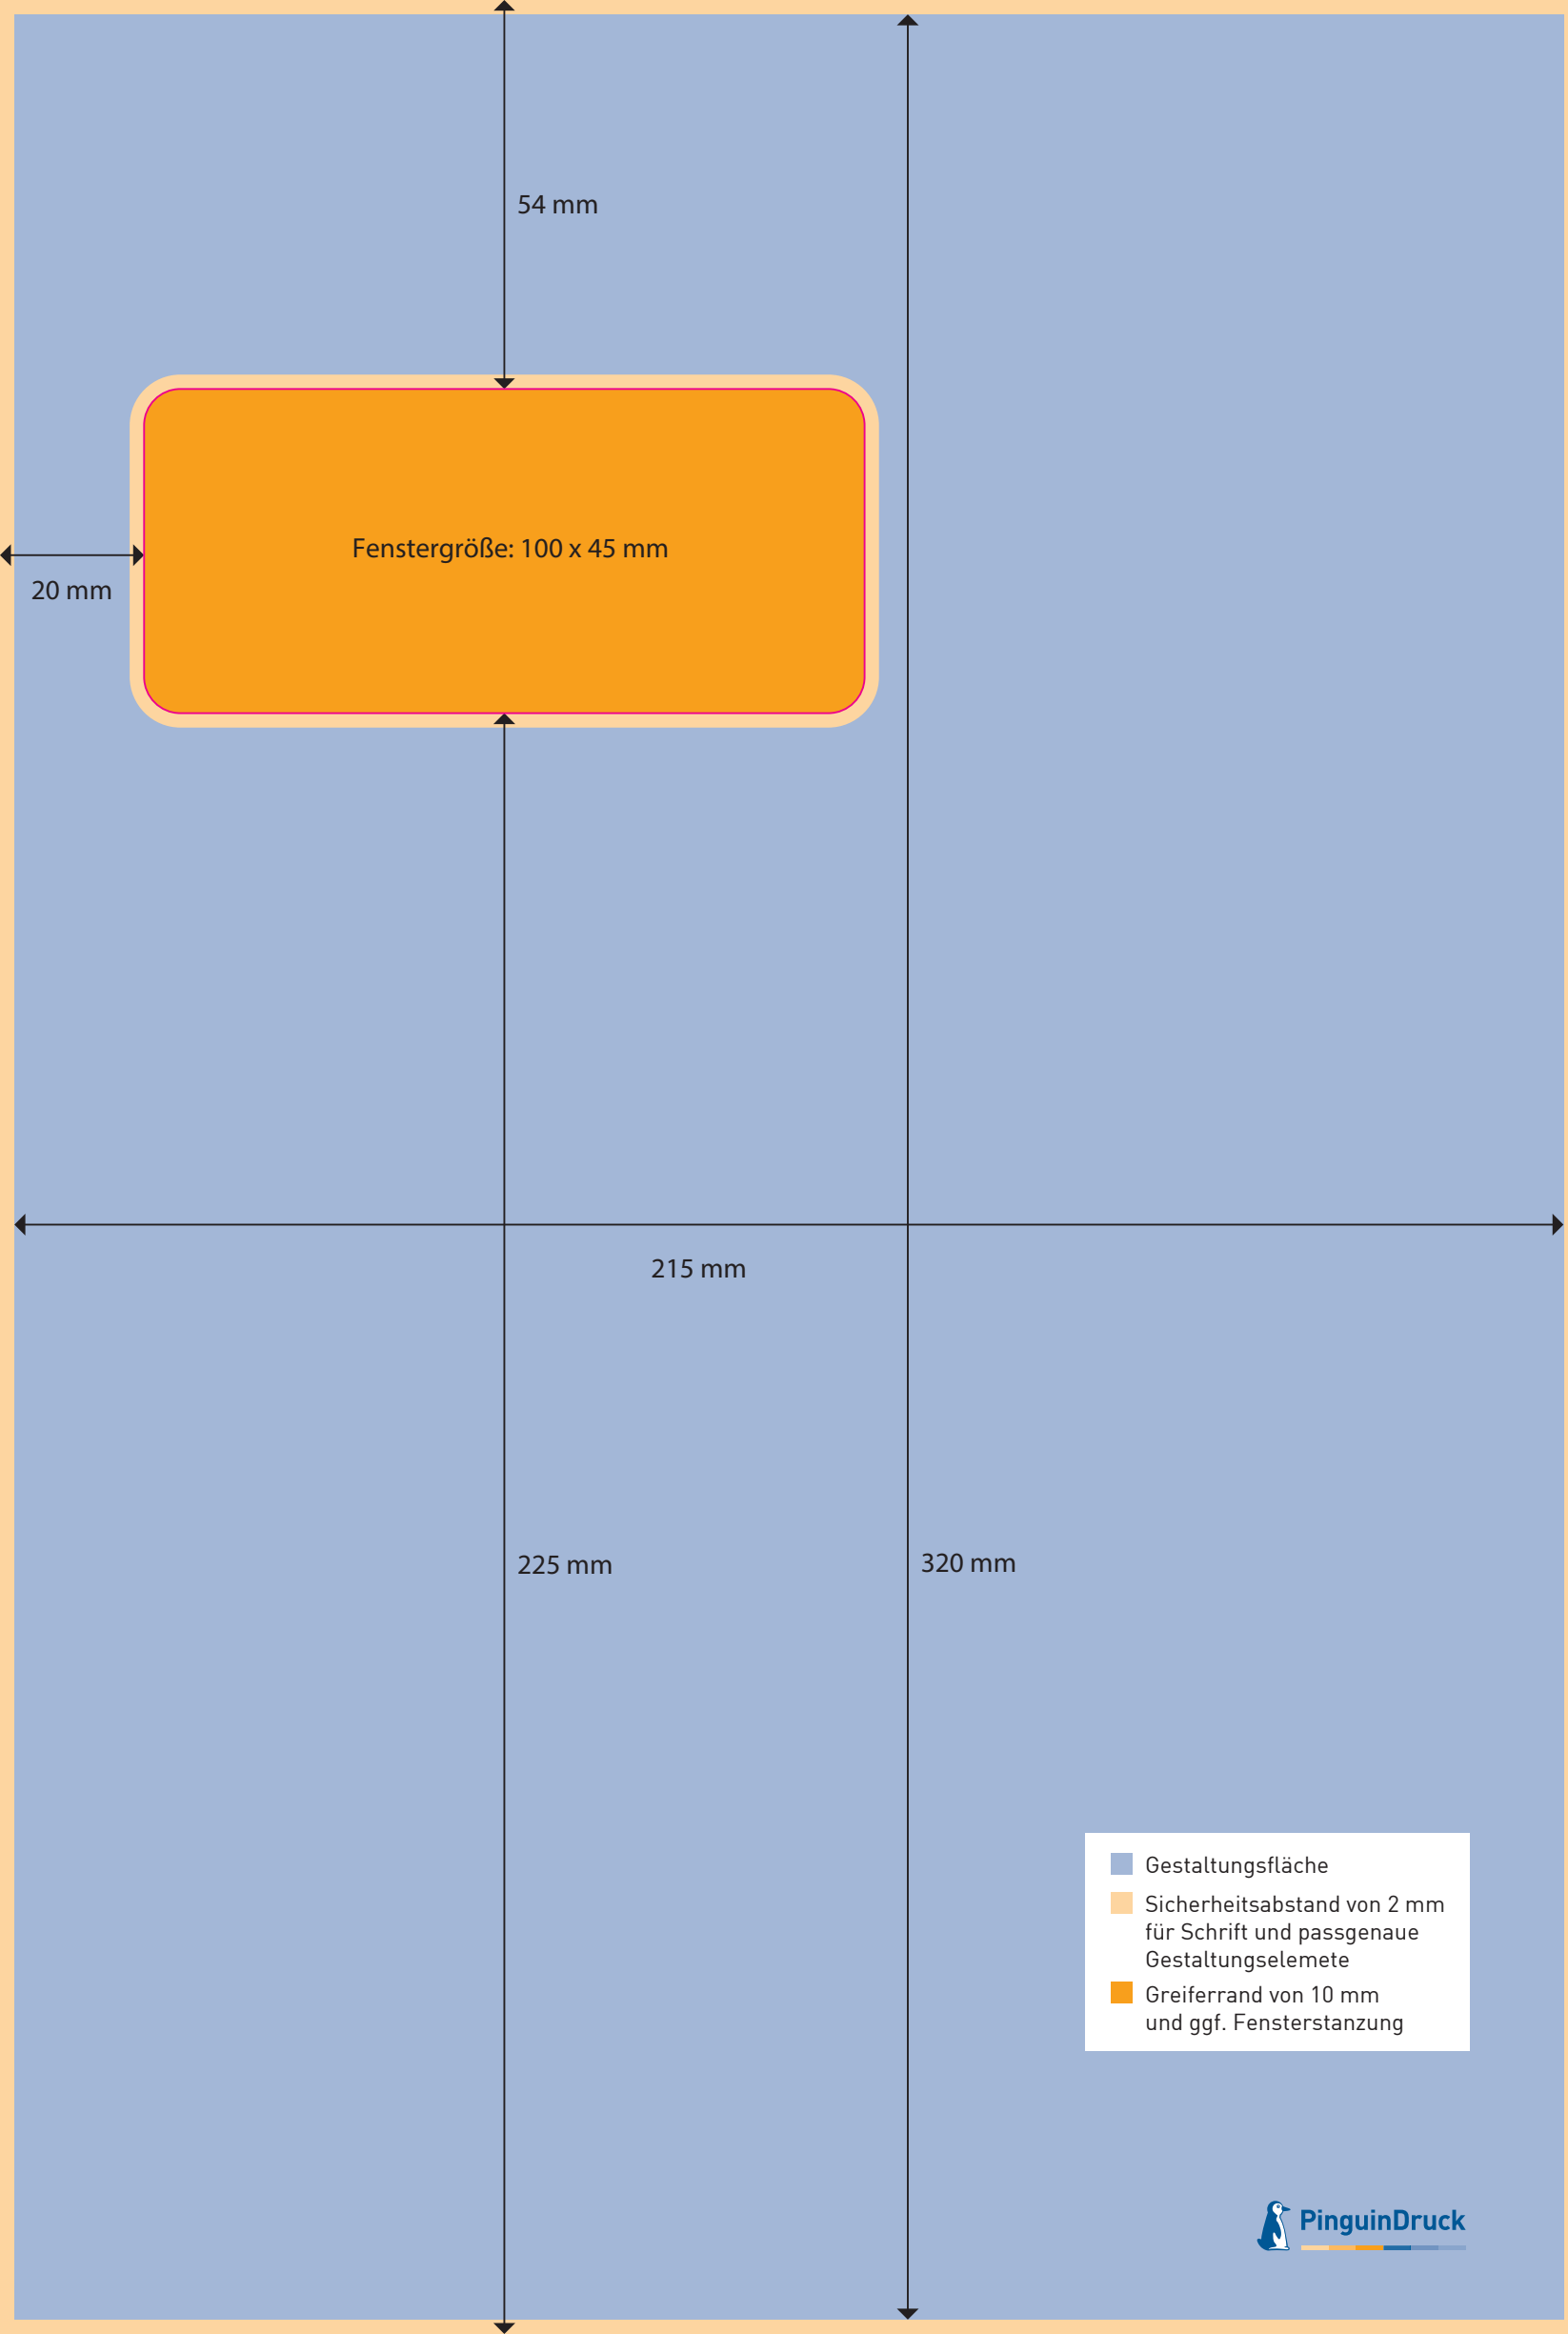 54 mm
Fenstergröße: 100 x 45 mm
20 mm
215 mm
225 mm
320 mm
Gestaltungsfläche
Sicherheitsabstand von 2 mm
für Schrift und passgenaue
Gestaltungselemete
Greiferrand von 10 mm
und ggf. Fensterstanzung
PinguinDruck